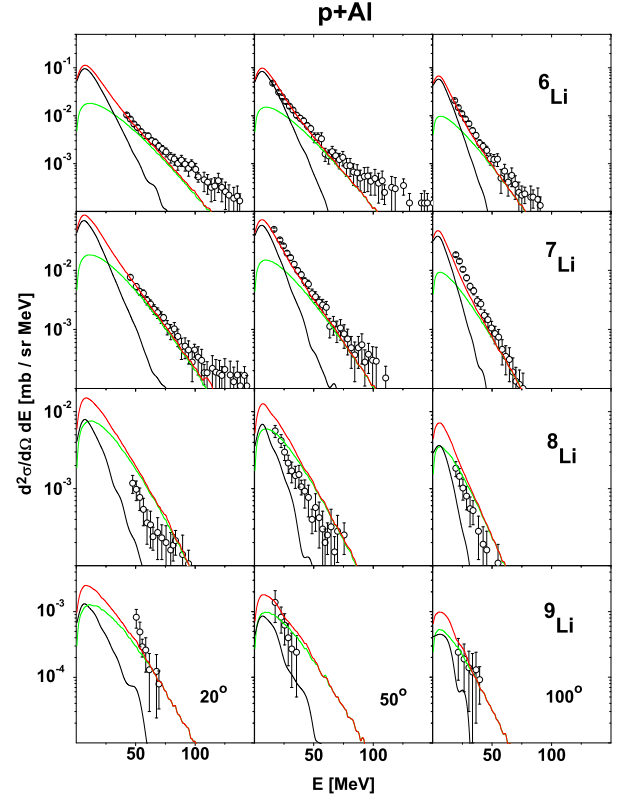 p+Al
d²σ/dΩ dE [mb / sr MeV]
10⁻¹
10⁻²
10⁻³
⁶Li
10⁻²
10⁻³
⁷Li
10⁻²
10⁻³
⁸Li
10⁻³
10⁻⁴
⁹Li
20° 50° 100°
50 100 50 100 50 100
E [MeV]